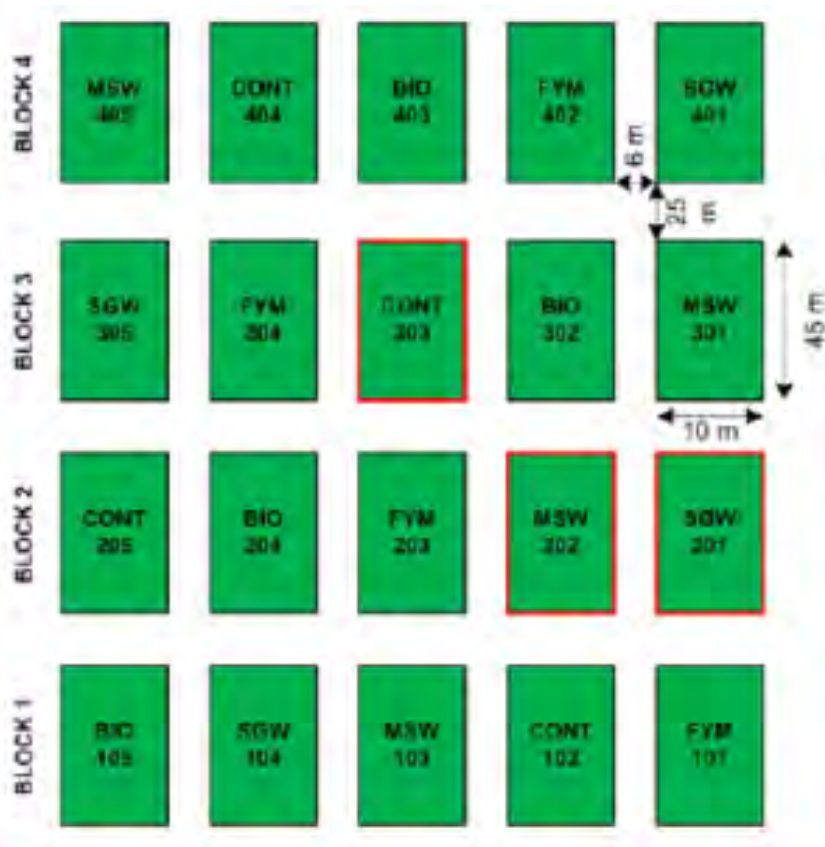 BLOCK 4
MSW
405
CONT
404
BIO
403
FYM
402
SGW
401
6 m
25
m
BLOCK 3
SGW
305
FYM
304
CONT
303
BIO
302
MSW
301
45 m
10 m
BLOCK 2
CONT
205
BIO
204
FYM
203
MSW
202
SGW
201
BLOCK 1
BIO
105
SGW
104
MSW
103
CONT
102
FYM
101